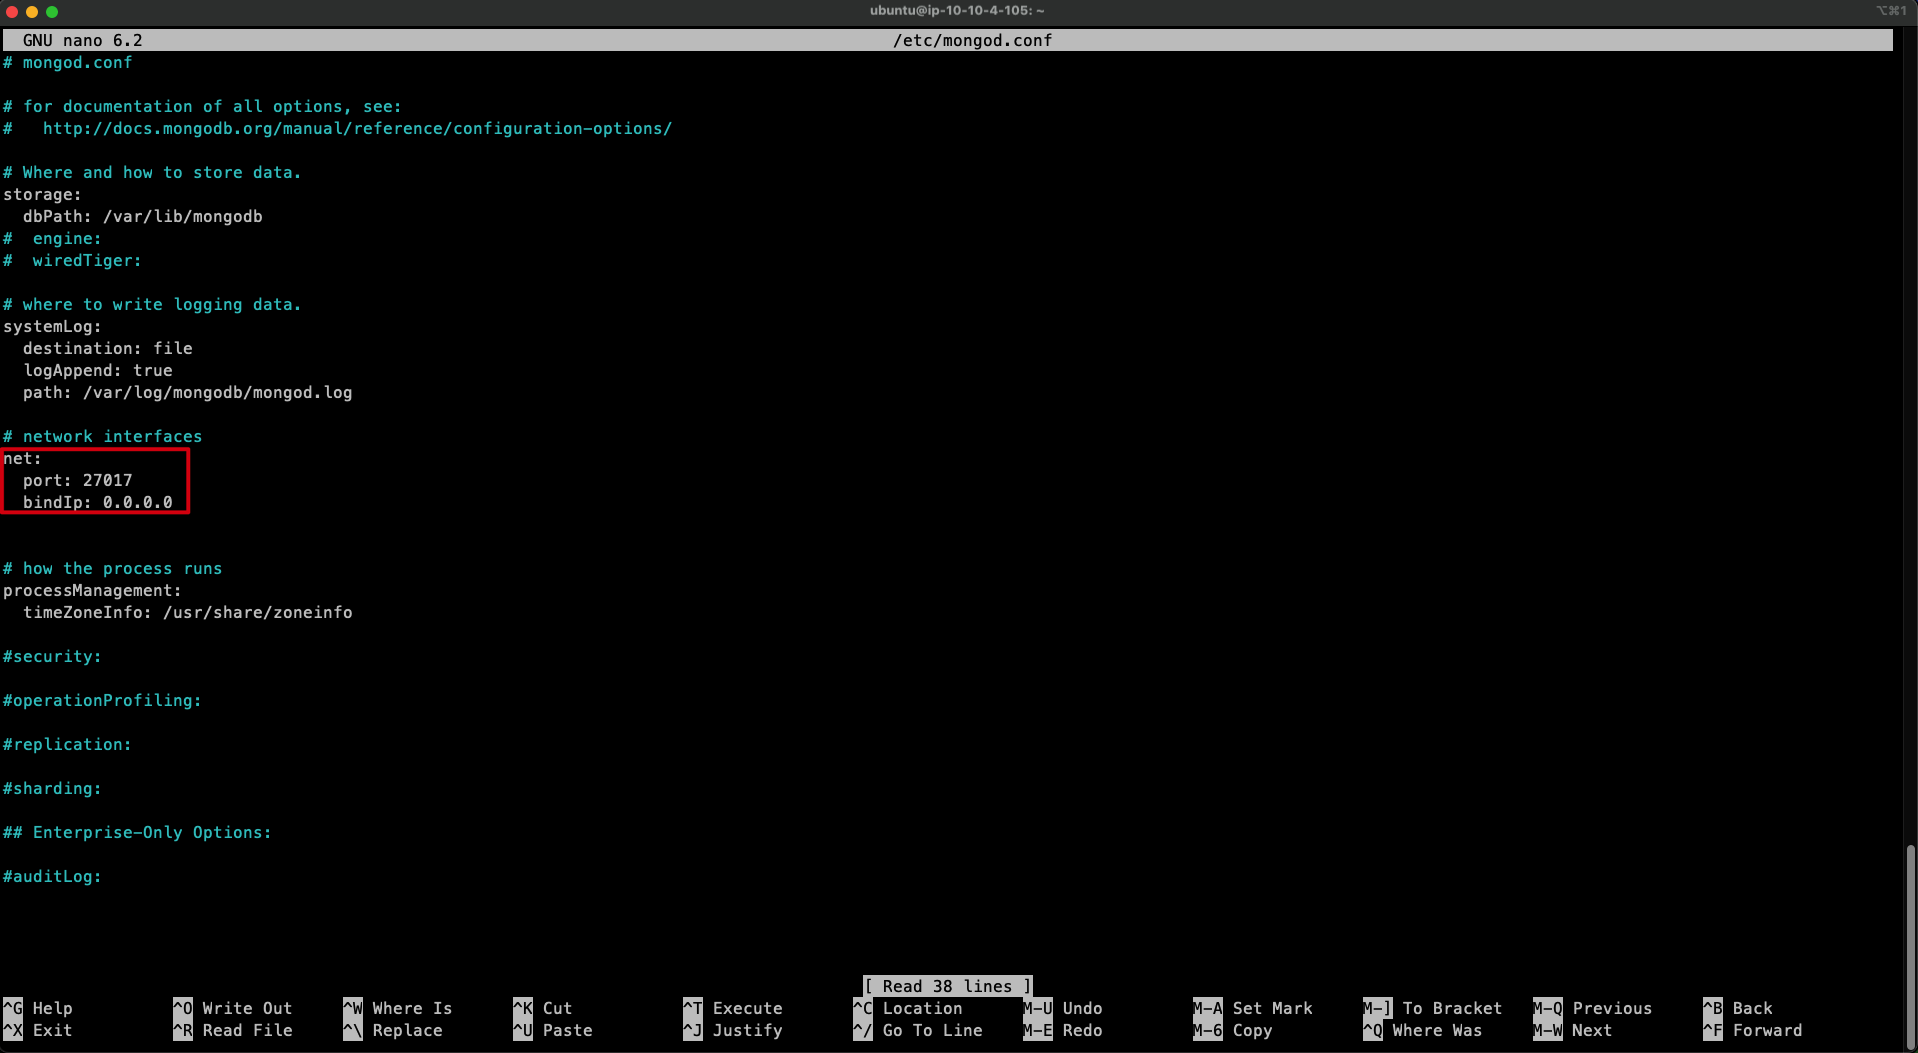 ubuntu@ip-10-10-4-105: ~
⌥⌘1
GNU nano 6.2 /etc/mongod.conf
# mongod.conf
# for documentation of all options, see:
#   http://docs.mongodb.org/manual/reference/configuration-options/
# Where and how to store data.
storage:
  dbPath: /var/lib/mongodb
#  engine:
#  wiredTiger:
# where to write logging data.
systemLog:
  destination: file
  logAppend: true
  path: /var/log/mongodb/mongod.log
# network interfaces
net:
  port: 27017
  bindIp: 0.0.0.0
# how the process runs
processManagement:
  timeZoneInfo: /usr/share/zoneinfo
#security:
#operationProfiling:
#replication:
#sharding:
## Enterprise-Only Options:
#auditLog:
[ Read 38 lines ]
^G Help ^O Write Out ^W Where Is ^K Cut ^T Execute ^C Location M-U Undo M-A Set Mark M-] To Bracket M-Q Previous ^B Back
^X Exit ^R Read File ^\ Replace ^U Paste ^J Justify ^/ Go To Line M-E Redo M-6 Copy ^Q Where Was M-W Next ^F Forward